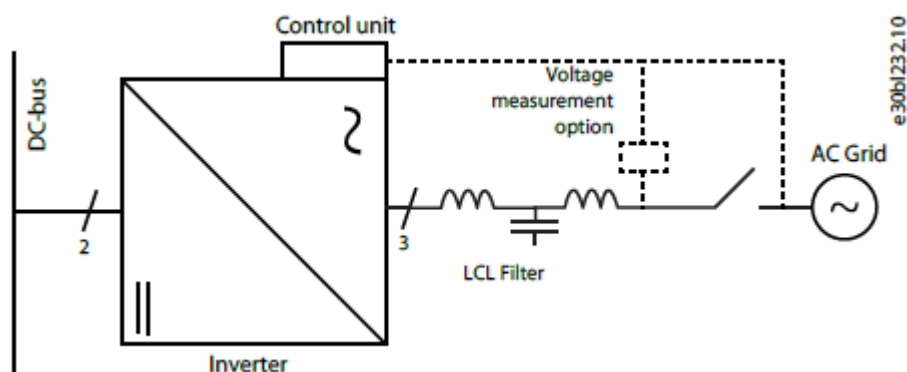 Control unit
DC-bus
Voltage
measurement
option
AC Grid
e30bl232.10
2
3
LCL Filter
Inverter